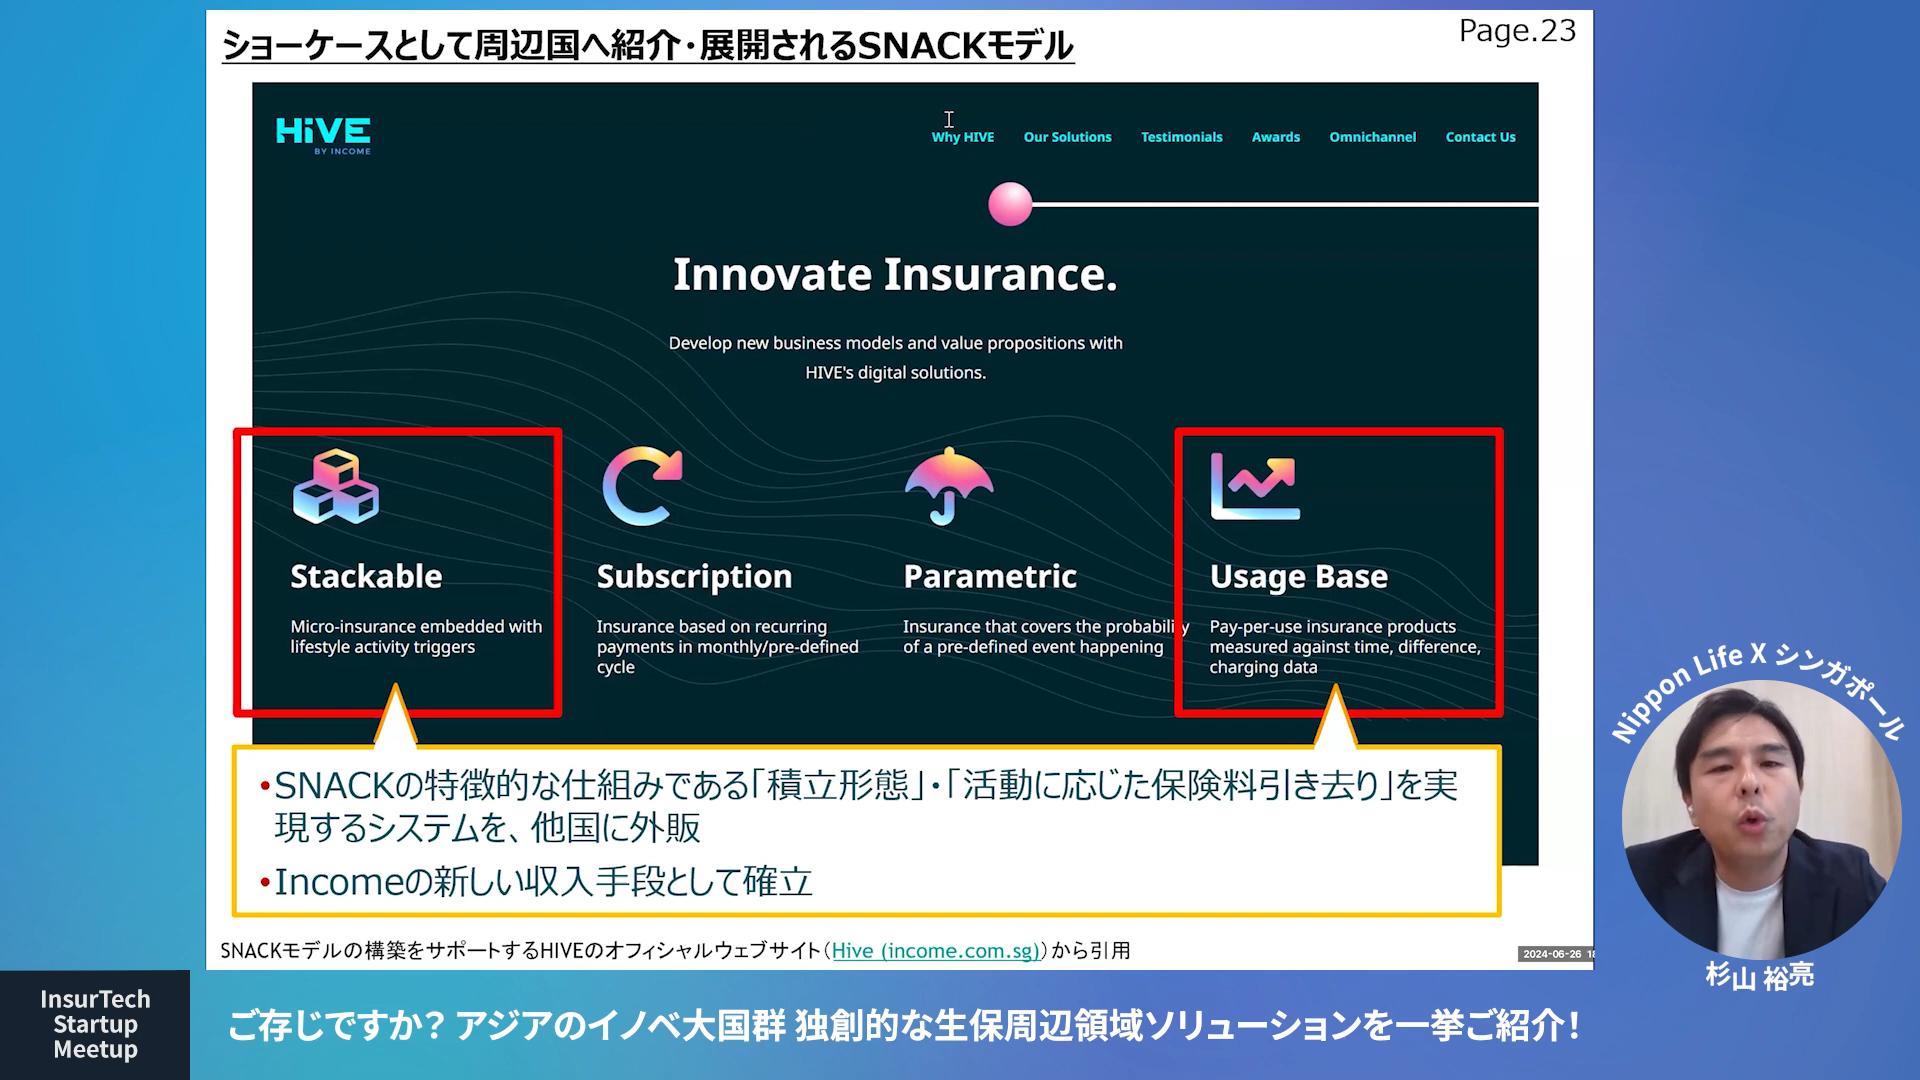 ショーケースとして周辺国へ紹介・展開されるSNACKモデル
Page.23
HiVE
BY INCOME
Why HIVE
Our Solutions
Testimonials
Awards
Omnichannel
Contact Us
Innovate Insurance.
Develop new business models and value propositions with
HIVE's digital solutions.
Stackable
Micro-insurance embedded with
lifestyle activity triggers
Subscription
Insurance based on recurring
payments in monthly/pre-defined
cycle
Parametric
Insurance that covers the probability
of a pre-defined event happening
Usage Base
Pay-per-use insurance products
measured against time, difference,
charging data
•SNACKの特徴的な仕組みである「積立形態」・「活動に応じた保険料引き去り」を実
現するシステムを、他国に外販
•Incomeの新しい収入手段として確立
SNACKモデルの構築をサポートするHIVEのオフィシャルウェブサイト（Hive (income.com.sg)）から引用
2024-06-26
Nippon Life X シンガポール
杉山 裕亮
InsurTech
Startup
Meetup
ご存じですか？ アジアのイノベ大国群 独創的な生保周辺領域ソリューションを一挙ご紹介！